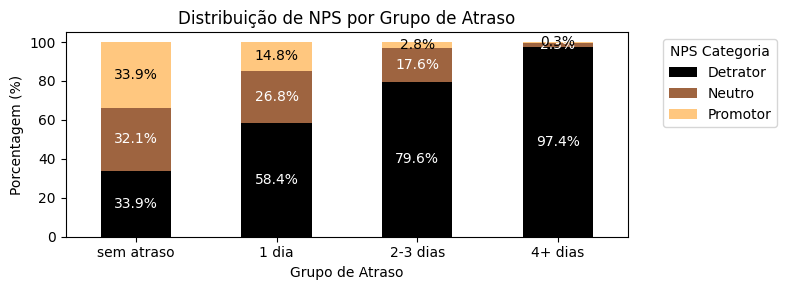 Distribuição de NPS por Grupo de Atraso
Porcentagem (%)
100
80
60
40
20
0
33.9%
32.1%
33.9%
14.8%
26.8%
58.4%
2.8%
17.6%
79.6%
0.3%
2.3%
97.4%
sem atraso
1 dia
2-3 dias
4+ dias
Grupo de Atraso
NPS Categoria
Detrator
Neutro
Promotor